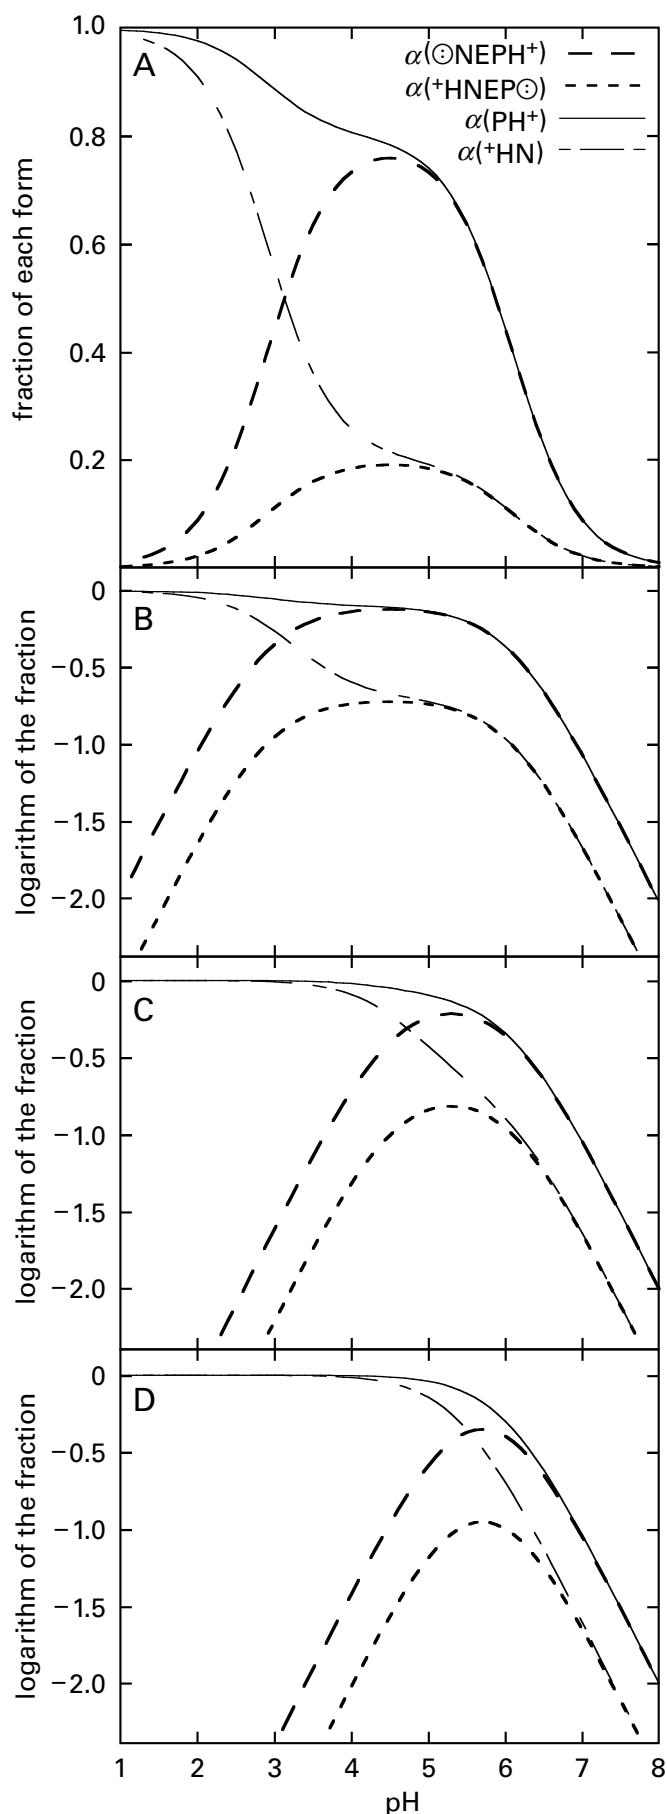 1.0
A
α(⊙NEPH⁺)
α(⁺HNEP⊙)
α(PH⁺)
α(⁺HN)
0.8
0.6
0.4
0.2
fraction of each form
0
B
−0.5
−1.0
−1.5
−2.0
logarithm of the fraction
0
C
−0.5
−1.0
−1.5
−2.0
logarithm of the fraction
0
D
−0.5
−1.0
−1.5
−2.0
logarithm of the fraction
1 2 3 4 5 6 7 8
pH